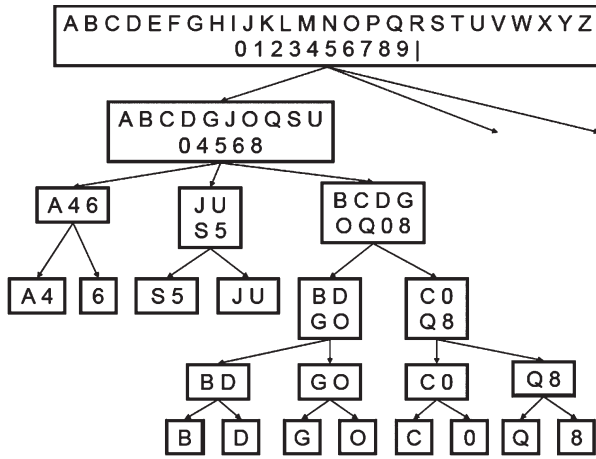 A B C D E F G H I J K L M N O P Q R S T U V W X Y Z
0 1 2 3 4 5 6 7 8 9 |
A B C D G J O Q S U
0 4 5 6 8
A 4 6
J U
S 5
B C D G
O Q 0 8
A 4
6
S 5
J U
B D
G O
C 0
Q 8
B D
G O
C 0
Q 8
B
D
G
O
C
0
Q
8